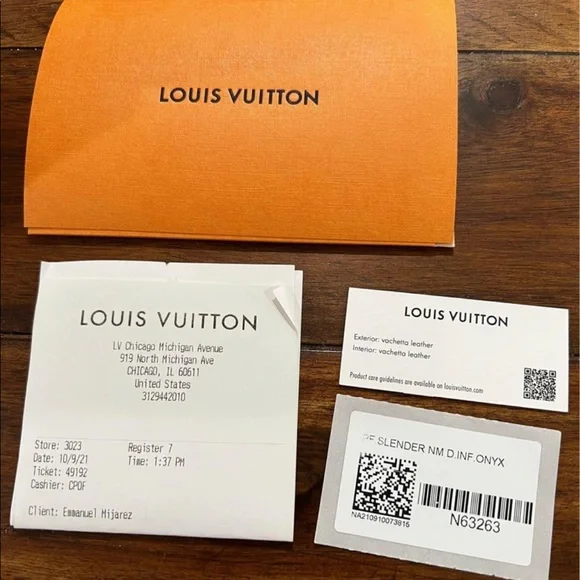 LOUIS VUITTON
LOUIS VUITTON
LV Chicago Michigan Avenue
919 North Michigan Ave
CHICAGO, IL 60611
United States
3129442010
Store: 3023 Register 7
Date: 10/9/21 Time: 1:37 PM
Ticket: 49192
Cashier: CPDF
Client: Emmanuel Mijarez
LOUIS VUITTON
Exterior: vachetta leather
Interior: vachetta leather
Product care guidelines are available on louisvuitton.com
PF.SLENDER NM D.INF.ONYX
NA210910073815
N63263